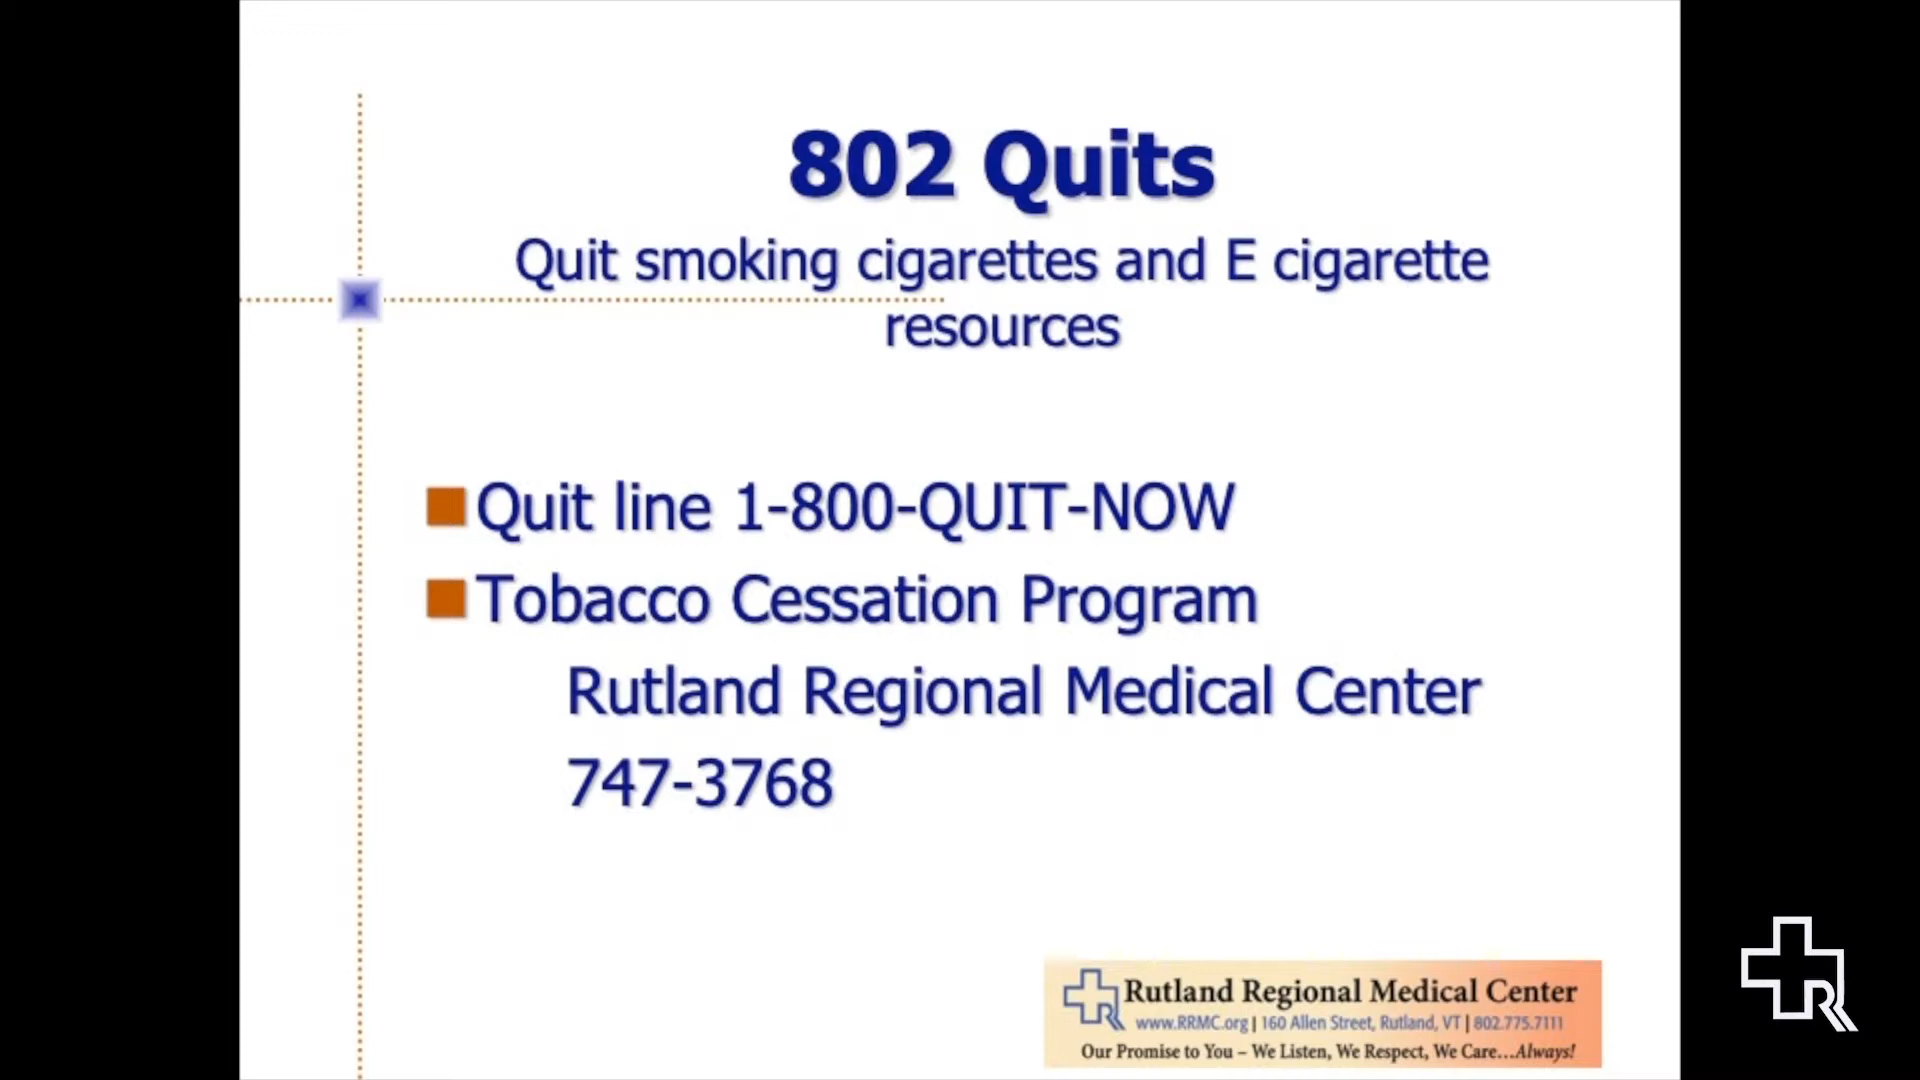 802 Quits
Quit smoking cigarettes and E cigarette
resources
Quit line 1-800-QUIT-NOW
Tobacco Cessation Program
Rutland Regional Medical Center
747-3768
Rutland Regional Medical Center
www.RRMC.org | 160 Allen Street, Rutland, VT | 802.775.7111
Our Promise to You – We Listen, We Respect, We Care...Always!